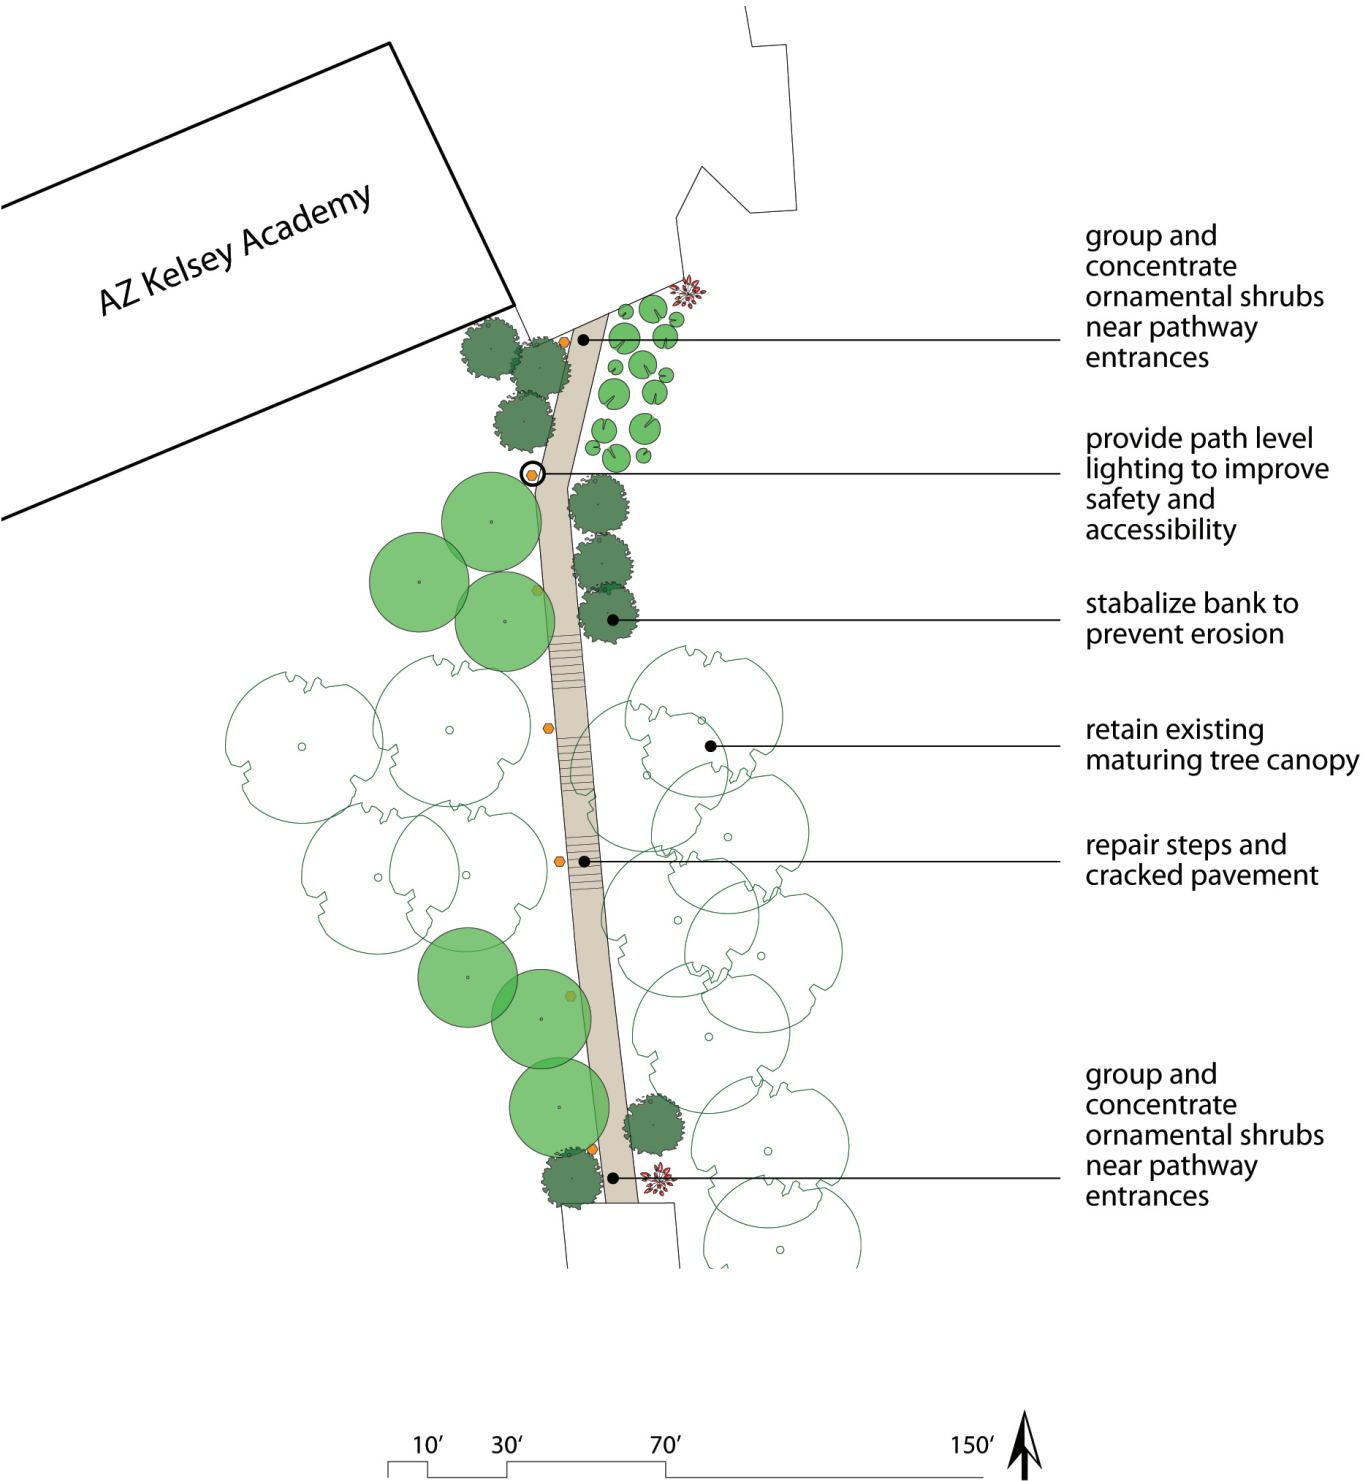 AZ Kelsey Academy
group and
concentrate
ornamental shrubs
near pathway
entrances
provide path level
lighting to improve
safety and
accessibility
stabalize bank to
prevent erosion
retain existing
maturing tree canopy
repair steps and
cracked pavement
group and
concentrate
ornamental shrubs
near pathway
entrances
10‘ 30‘ 70‘ 150‘